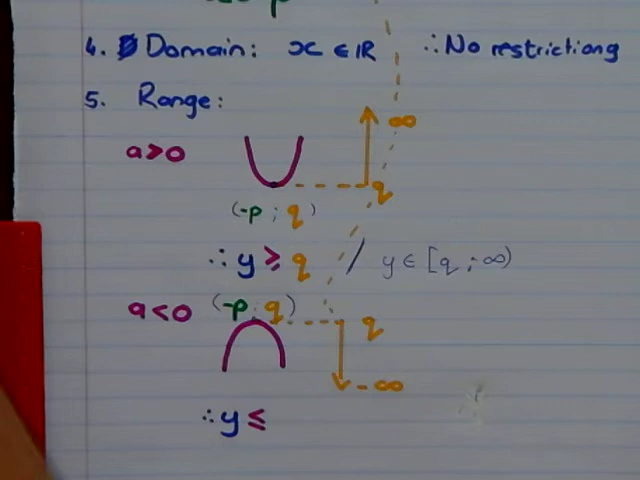 4. Domain: x ∈ ℝ ∴ No restrictions
5. Range:
a>0
∞
q
(-p ; q)
∴ y ≥ q / y ∈ [q ; ∞)
a<0 (-p ; q)
q
-∞
∴ y ≤